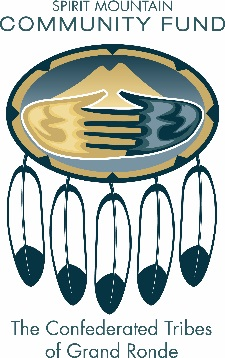 SPIRIT MOUNTAIN
COMMUNITY FUND
The Confederated Tribes
of Grand Ronde